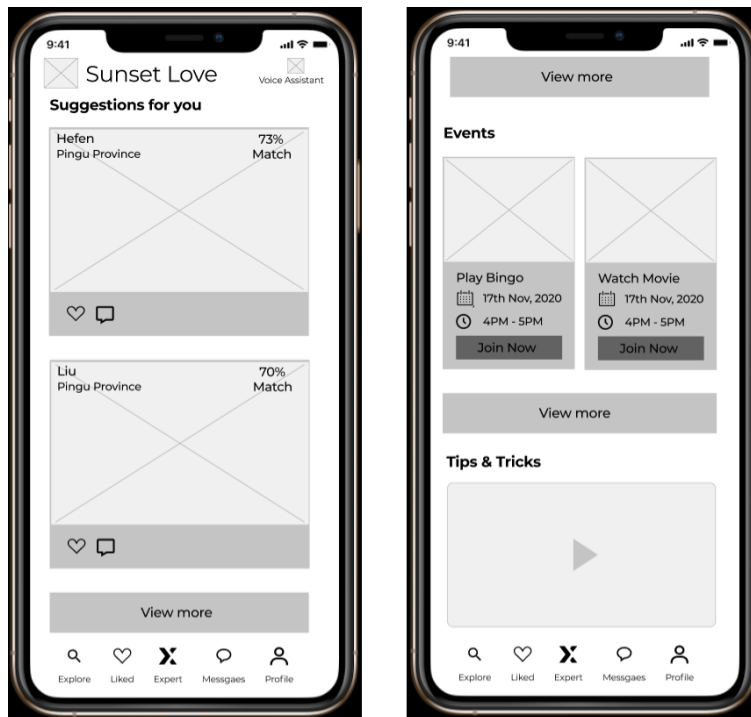 9:41
Sunset Love
Voice Assistant
Suggestions for you
Hefen 73%
Pingu Province Match
Liu 70%
Pingu Province Match
View more
Explore Liked Expert Messgaes Profile
9:41
View more
Events
Play Bingo
17th Nov, 2020
4PM - 5PM
Join Now
Watch Movie
17th Nov, 2020
4PM - 5PM
Join Now
View more
Tips & Tricks
Explore Liked Expert Messgaes Profile